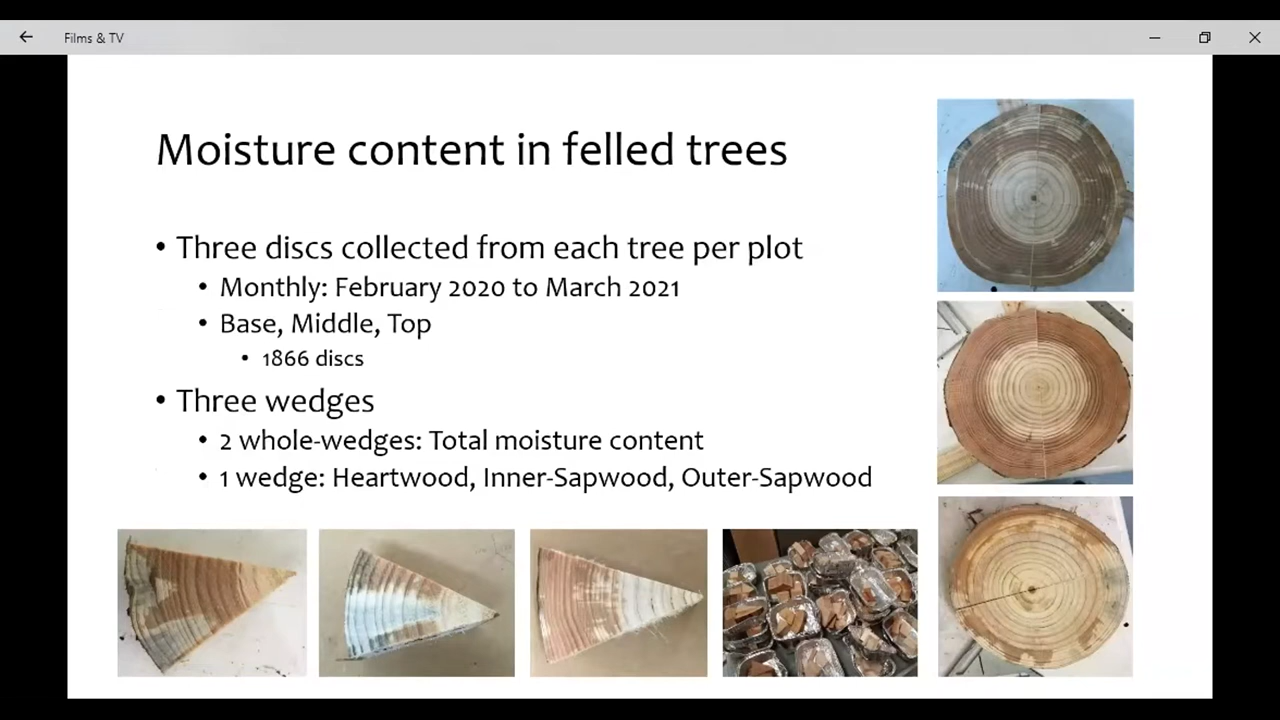 Films & TV
Moisture content in felled trees
• Three discs collected from each tree per plot
• Monthly: February 2020 to March 2021
• Base, Middle, Top
• 1866 discs
• Three wedges
• 2 whole-wedges: Total moisture content
• 1 wedge: Heartwood, Inner-Sapwood, Outer-Sapwood